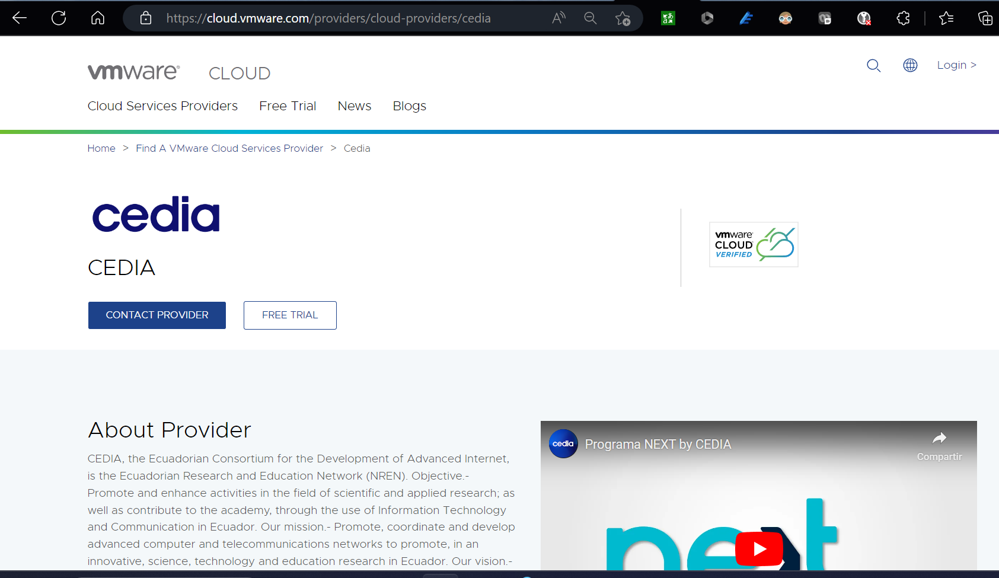 https://cloud.vmware.com/providers/cloud-providers/cedia
vmware® CLOUD
Login >
Cloud Services Providers Free Trial News Blogs
Home > Find A VMware Cloud Services Provider > Cedia
cedia
vmware®
CLOUD
VERIFIED
CEDIA
CONTACT PROVIDER FREE TRIAL
About Provider
CEDIA, the Ecuadorian Consortium for the Development of Advanced Internet,
is the Ecuadorian Research and Education Network (NREN). Objective.-
Promote and enhance activities in the field of scientific and applied research; as
well as contribute to the academy, through the use of Information Technology
and Communication in Ecuador. Our mission.- Promote, coordinate and develop
advanced computer and telecommunications networks to promote, in an
innovative, science, technology and education research in Ecuador. Our vision.-
cedia Programa NEXT by CEDIA
Compartir
next